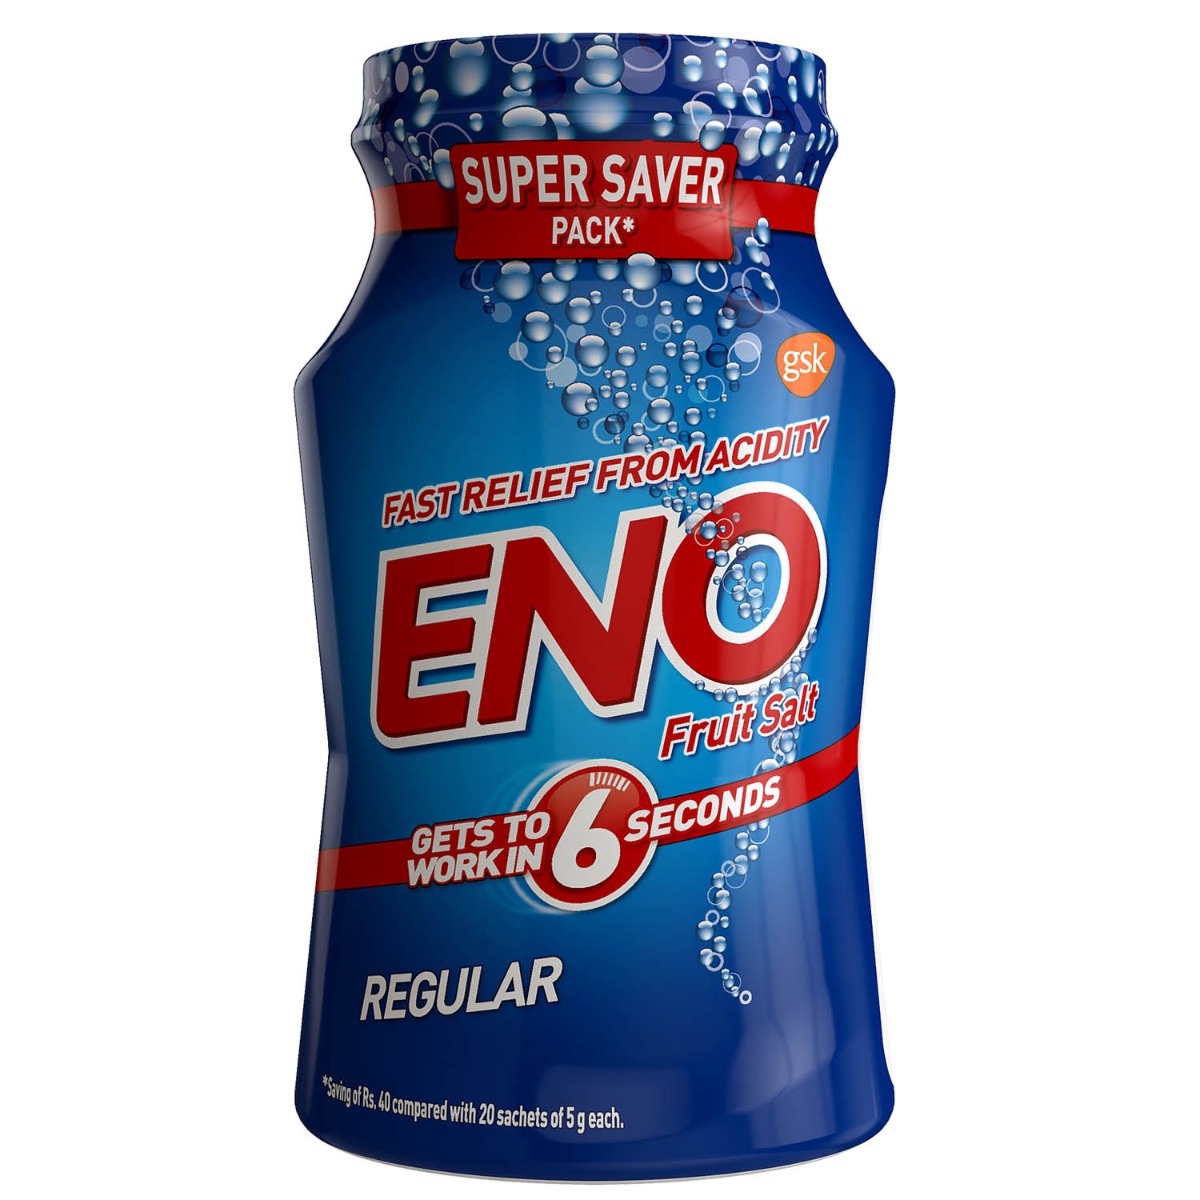 SUPER SAVER
PACK*
gsk
FAST RELIEF FROM ACIDITY
ENO
Fruit Salt
GETS TO
WORK IN 6 SECONDS
REGULAR
*Saving of Rs. 40 compared with 20 sachets of 5 g each.